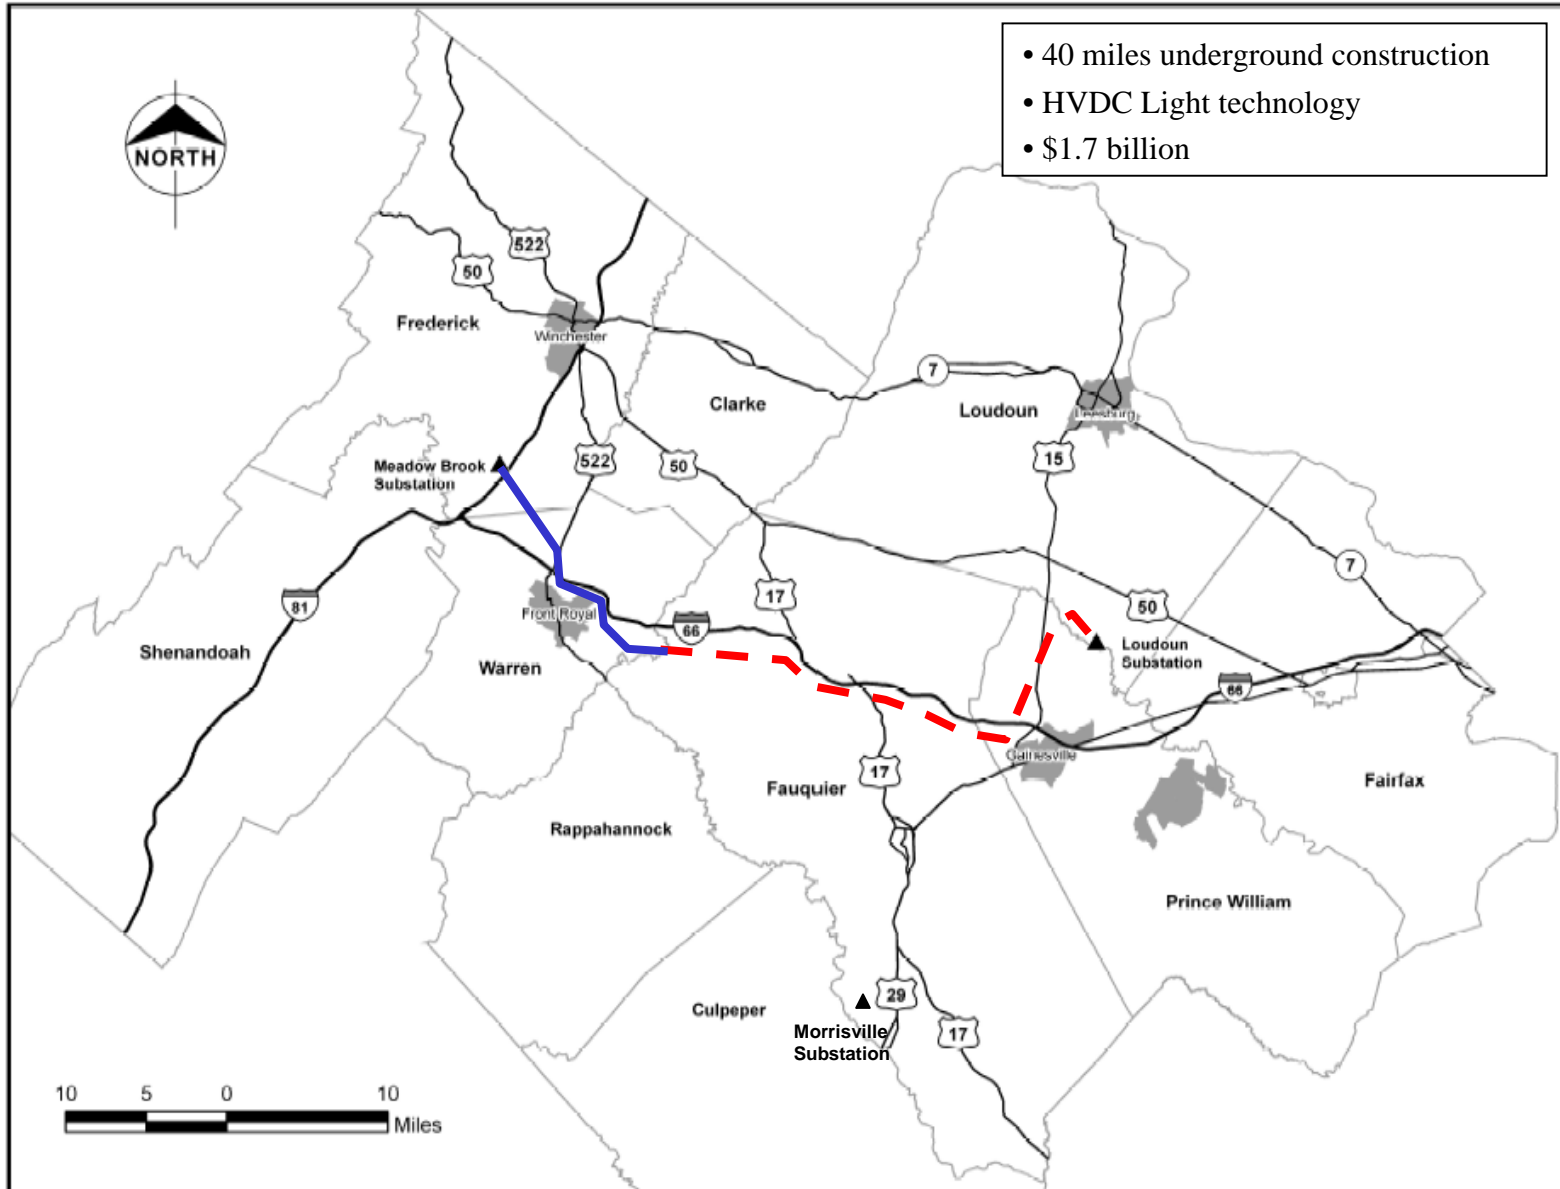 • 40 miles underground construction
• HVDC Light technology
• $1.7 billion
NORTH
522
50
Frederick
Winchester
7
Clarke
Loudoun
Leesburg
15
522
50
Meadow Brook
Substation
7
17
50
81
Front Royal
66
Shenandoah
Warren
Loudoun
Substation
66
Gainesville
17
Fauquier
Fairfax
Rappahannock
Prince William
29
Culpeper
Morrisville
Substation
17
10 5 0 10
Miles